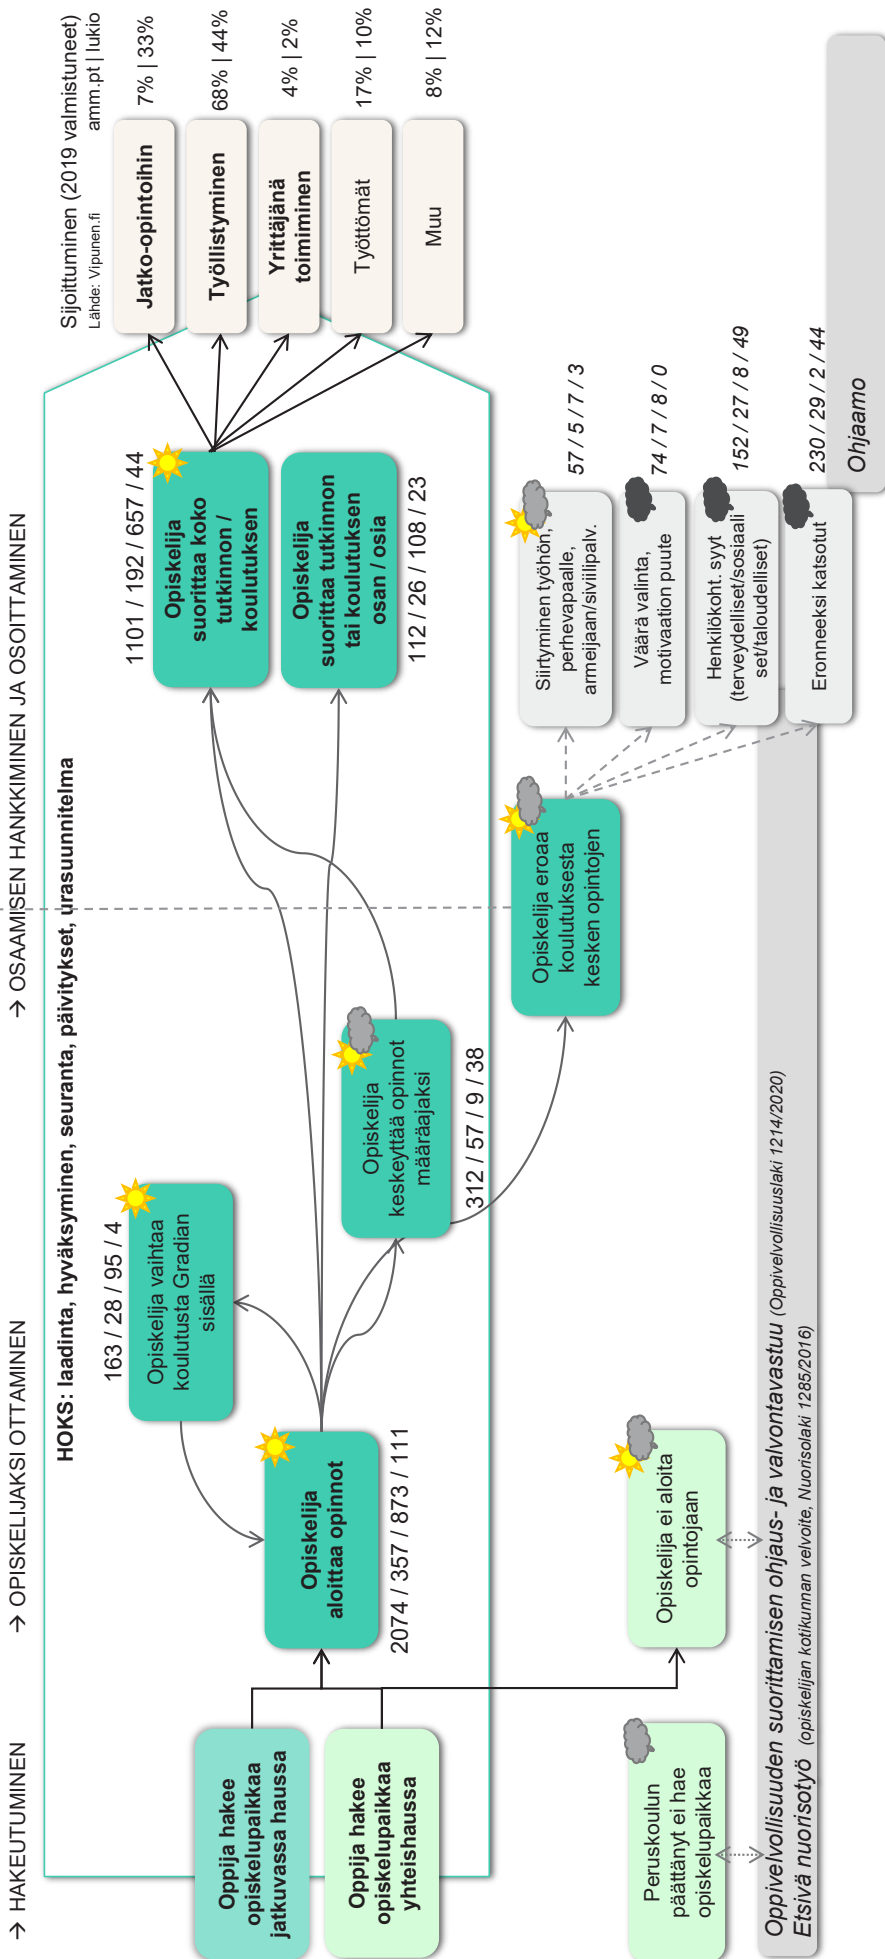 → HAKEUTUMINEN
→ OPISKELIJAKSI OTTAMINEN
→ OSAAMISEN HANKKIMINEN JA OSOITTAMINEN
Sijoittuminen (2019 valmistuneet)
Lähde: Vipunen.fi
amm.pt | lukio
HOKS: laadinta, hyväksyminen, seuranta, päivitykset, urasuunnitelma
Oppija hakee
opiskelupaikkaa
jatkuvassa haussa
Oppija hakee
opiskelupaikkaa
yhteishaussa
Peruskoulun
päättänyt ei hae
opiskelupaikkaa
Opiskelija
aloittaa opinnot
2074 / 357 / 873 / 111
Opiskelija ei aloita
opintojaan
163 / 28 / 95 / 4
Opiskelija vaihtaa
koulutusta Gradian
sisällä
Opiskelija
keskeyttää opinnot
määräajaksi
312 / 57 / 9 / 38
Opiskelija eroaa
koulutuksesta
kesken opintojen
1101 / 192 / 657 / 44
Opiskelija
suorittaa koko
tutkinnon /
koulutuksen
Opiskelija
suorittaa tutkinnon
tai koulutuksen
osan / osia
112 / 26 / 108 / 23
Jatko-opintoihin
7% | 33%
Työllistyminen
68% | 44%
Yrittäjänä
toimiminen
4% | 2%
Työttömät
17% | 10%
Muu
8% | 12%
Siirtyminen työhön,
perhevapaalle,
armeijaan/siviilipalv.
57 / 5 / 7 / 3
Väärä valinta,
motivaation puute
74 / 7 / 8 / 0
Henkilökoht. syyt
(terveydelliset/sosiaali
set/taloudelliset)
152 / 27 / 8 / 49
Eronneeksi katsotut
230 / 29 / 2 / 44
Oppivelvollisuuden suorittamisen ohjaus- ja valvontavastuu (Oppivelvollisuuslaki 1214/2020)
Etsivä nuorisotyö (opiskelijan kotikunnan velvoite, Nuorisolaki 1285/2016)
Ohjaamo